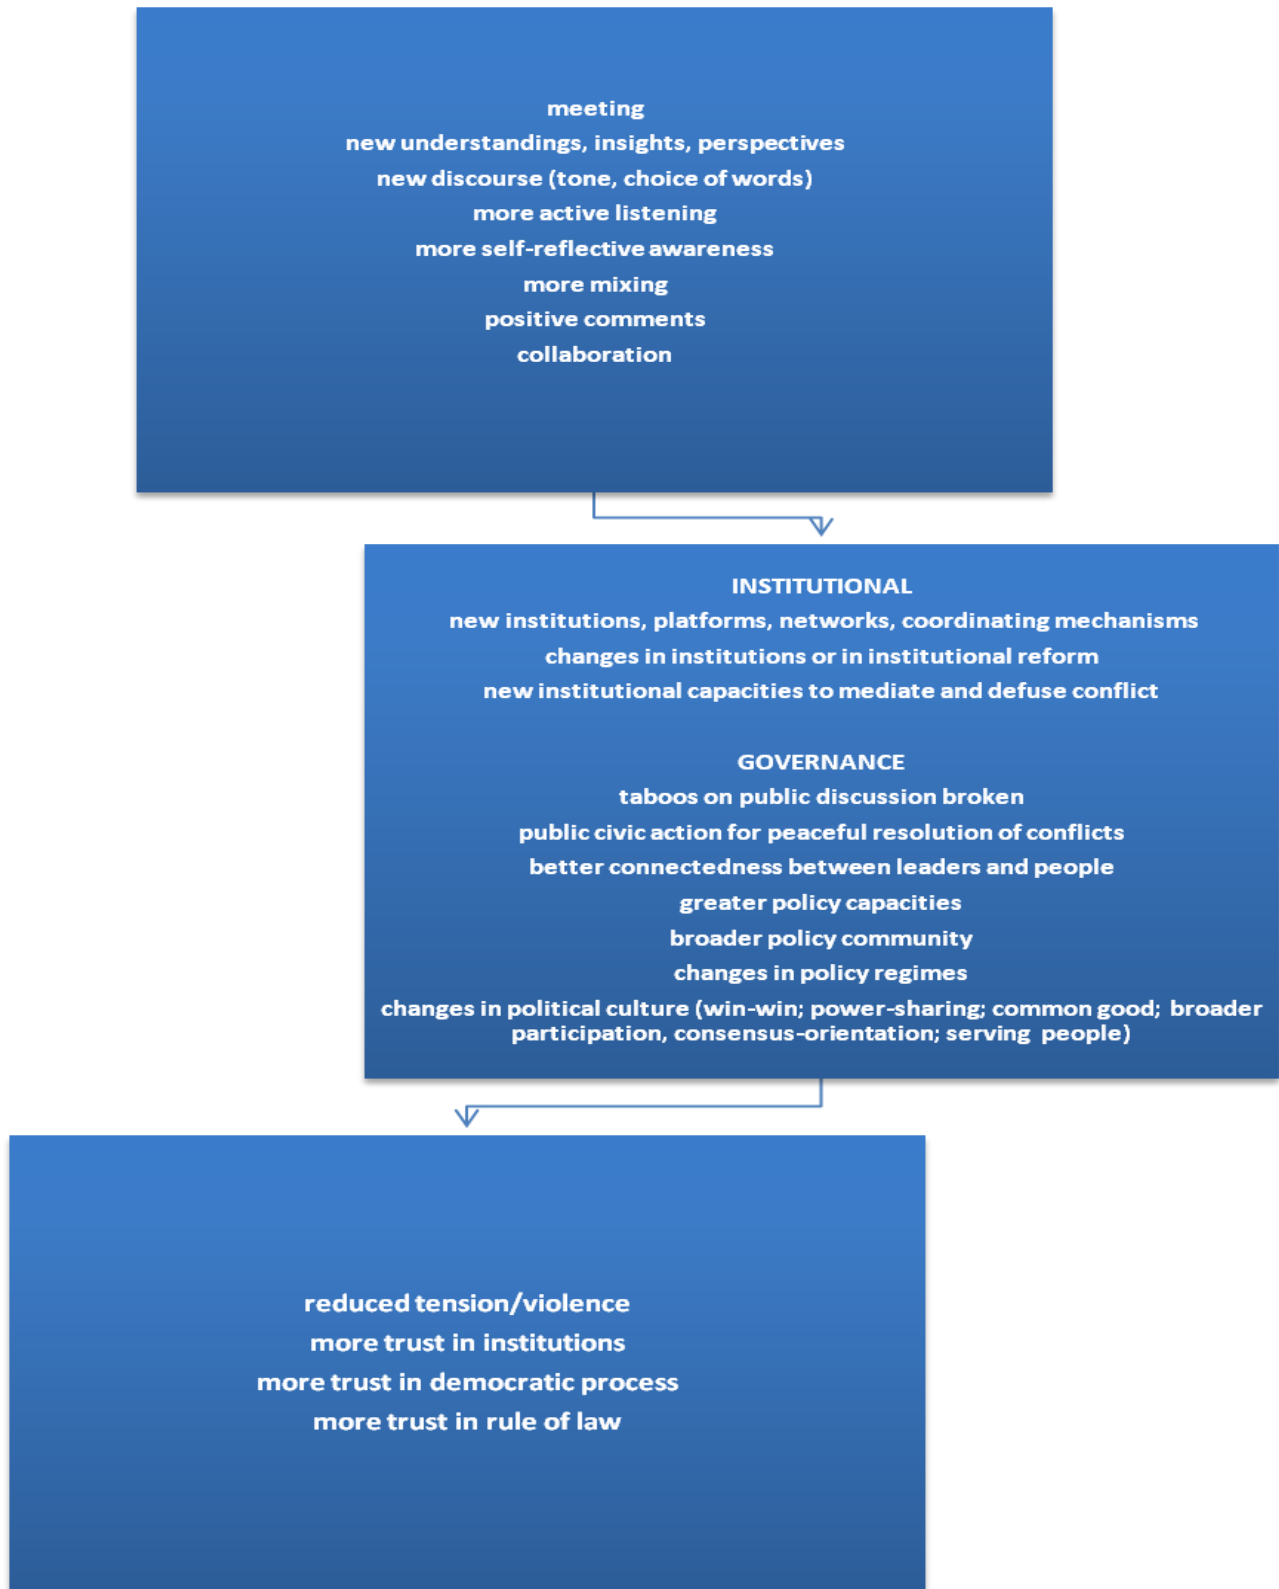 meeting
new understandings, insights, perspectives
new discourse (tone, choice of words)
more active listening
more self-reflective awareness
more mixing
positive comments
collaboration
INSTITUTIONAL
new institutions, platforms, networks, coordinating mechanisms
changes in institutions or in institutional reform
new institutional capacities to mediate and defuse conflict
GOVERNANCE
taboos on public discussion broken
public civic action for peaceful resolution of conflicts
better connectedness between leaders and people
greater policy capacities
broader policy community
changes in policy regimes
changes in political culture (win-win; power-sharing; common good; broader
participation, consensus-orientation; serving people)
reduced tension/violence
more trust in institutions
more trust in democratic process
more trust in rule of law